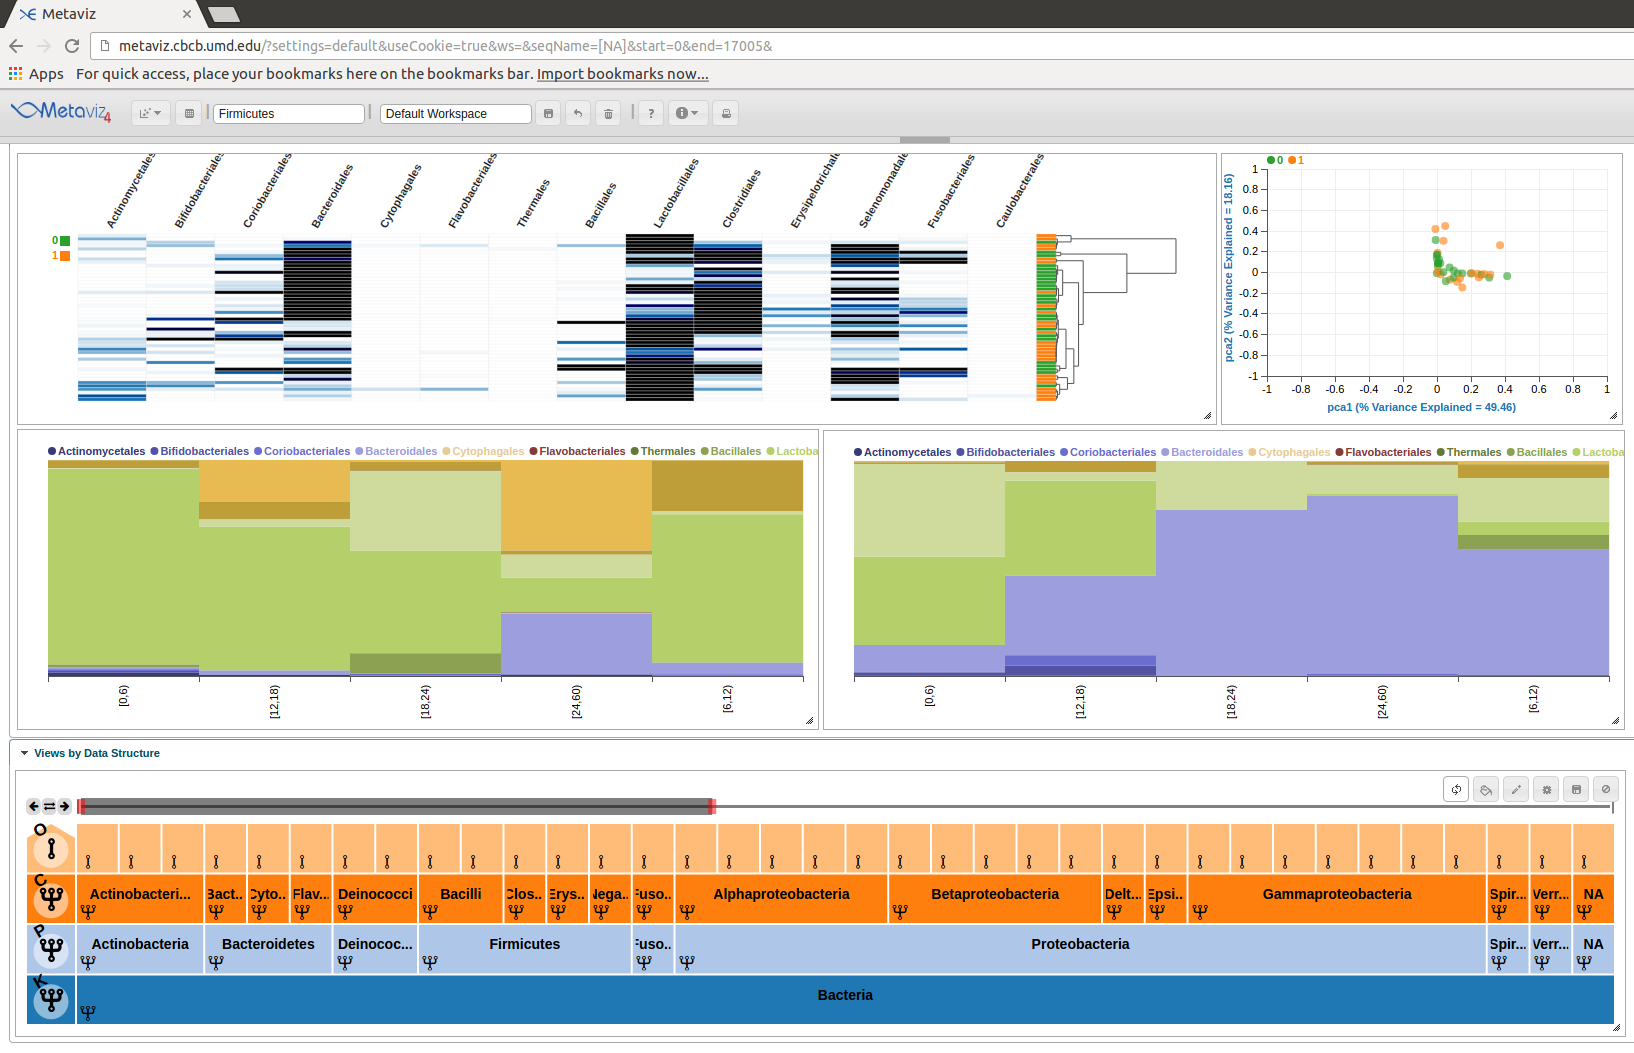 Metaviz
metaviz.cbcb.umd.edu/?settings=default&useCookie=true&ws=&seqName=[NA]&start=0&end=17005&
Apps For quick access, place your bookmarks here on the bookmarks bar. Import bookmarks now...
Metaviz4 Firmicutes Default Workspace ?
Actinomycetales Bifidobacteriales Coriobacteriales Bacteroidales Cytophagales Flavobacteriales Thermales Bacillales Lactobacillales Clostridiales Erysipelotrichal Selenomonadale Fusobacteriales Caulobacterales
0
1
0 1
1
0.8
0.6
0.4
0.2
0
-0.2
-0.4
-0.6
-0.8
-1
-1 -0.8 -0.6 -0.4 -0.2 0 0.2 0.4 0.6 0.8 1
pca2 (% Variance Explained = 18.16)
pca1 (% Variance Explained = 49.46)
Actinomycetales Bifidobacteriales Coriobacteriales Bacteroidales Cytophagales Flavobacteriales Thermales Bacillales Lactoba
[0,6) [12,18) [18,24) [24,60) [6,12)
Actinomycetales Bifidobacteriales Coriobacteriales Bacteroidales Cytophagales Flavobacteriales Thermales Bacillales Lactoba
[0,6) [12,18) [18,24) [24,60) [6,12)
Views by Data Structure
O
C Actinobacteri... Bact.. Cyto.. Flav.. Deinococci Bacilli Clos.. Erys.. Nega.. Fuso.. Alphaproteobacteria Betaproteobacteria Delt... Epsi.. Gammaproteobacteria Spir... Verr... NA
P Actinobacteria Bacteroidetes Deinococ... Firmicutes Fuso.. Proteobacteria Spir... Verr... NA
K Bacteria